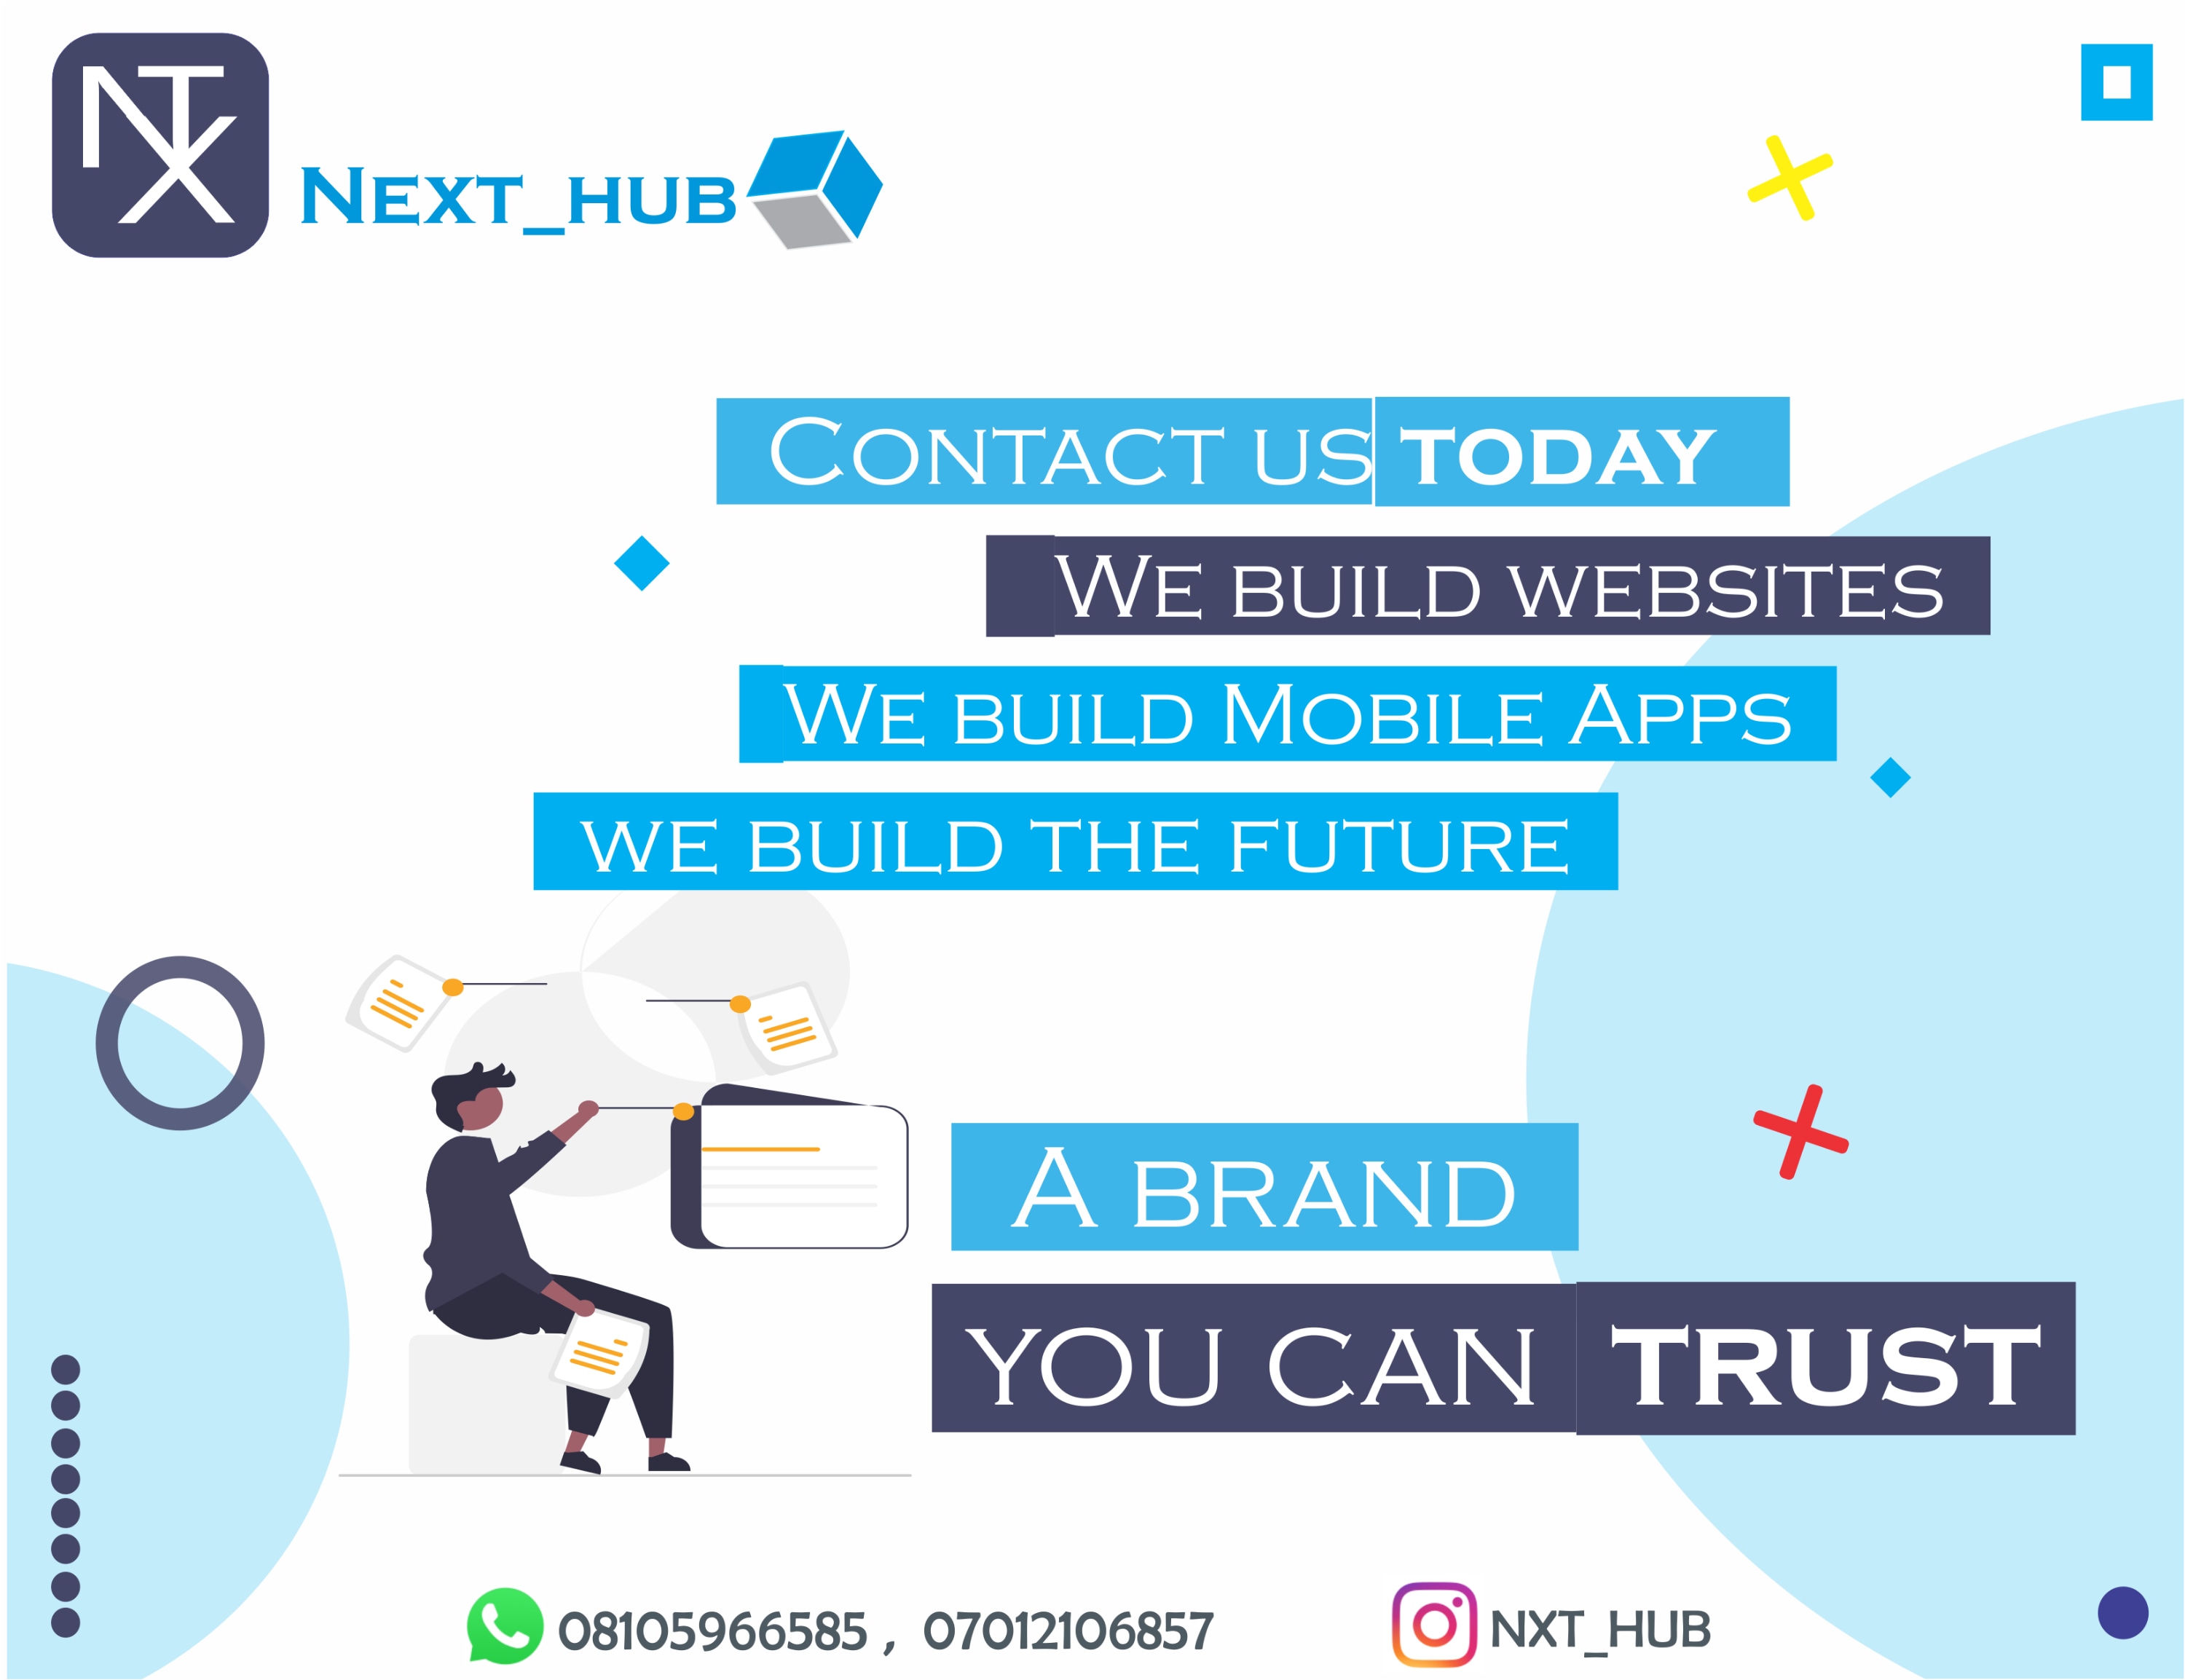 NTX
Next_hub
Contact us today
We build websites
We build Mobile Apps
we build the future
A brand
you can trust
08105966585 , 07012106857
NXT_HUB